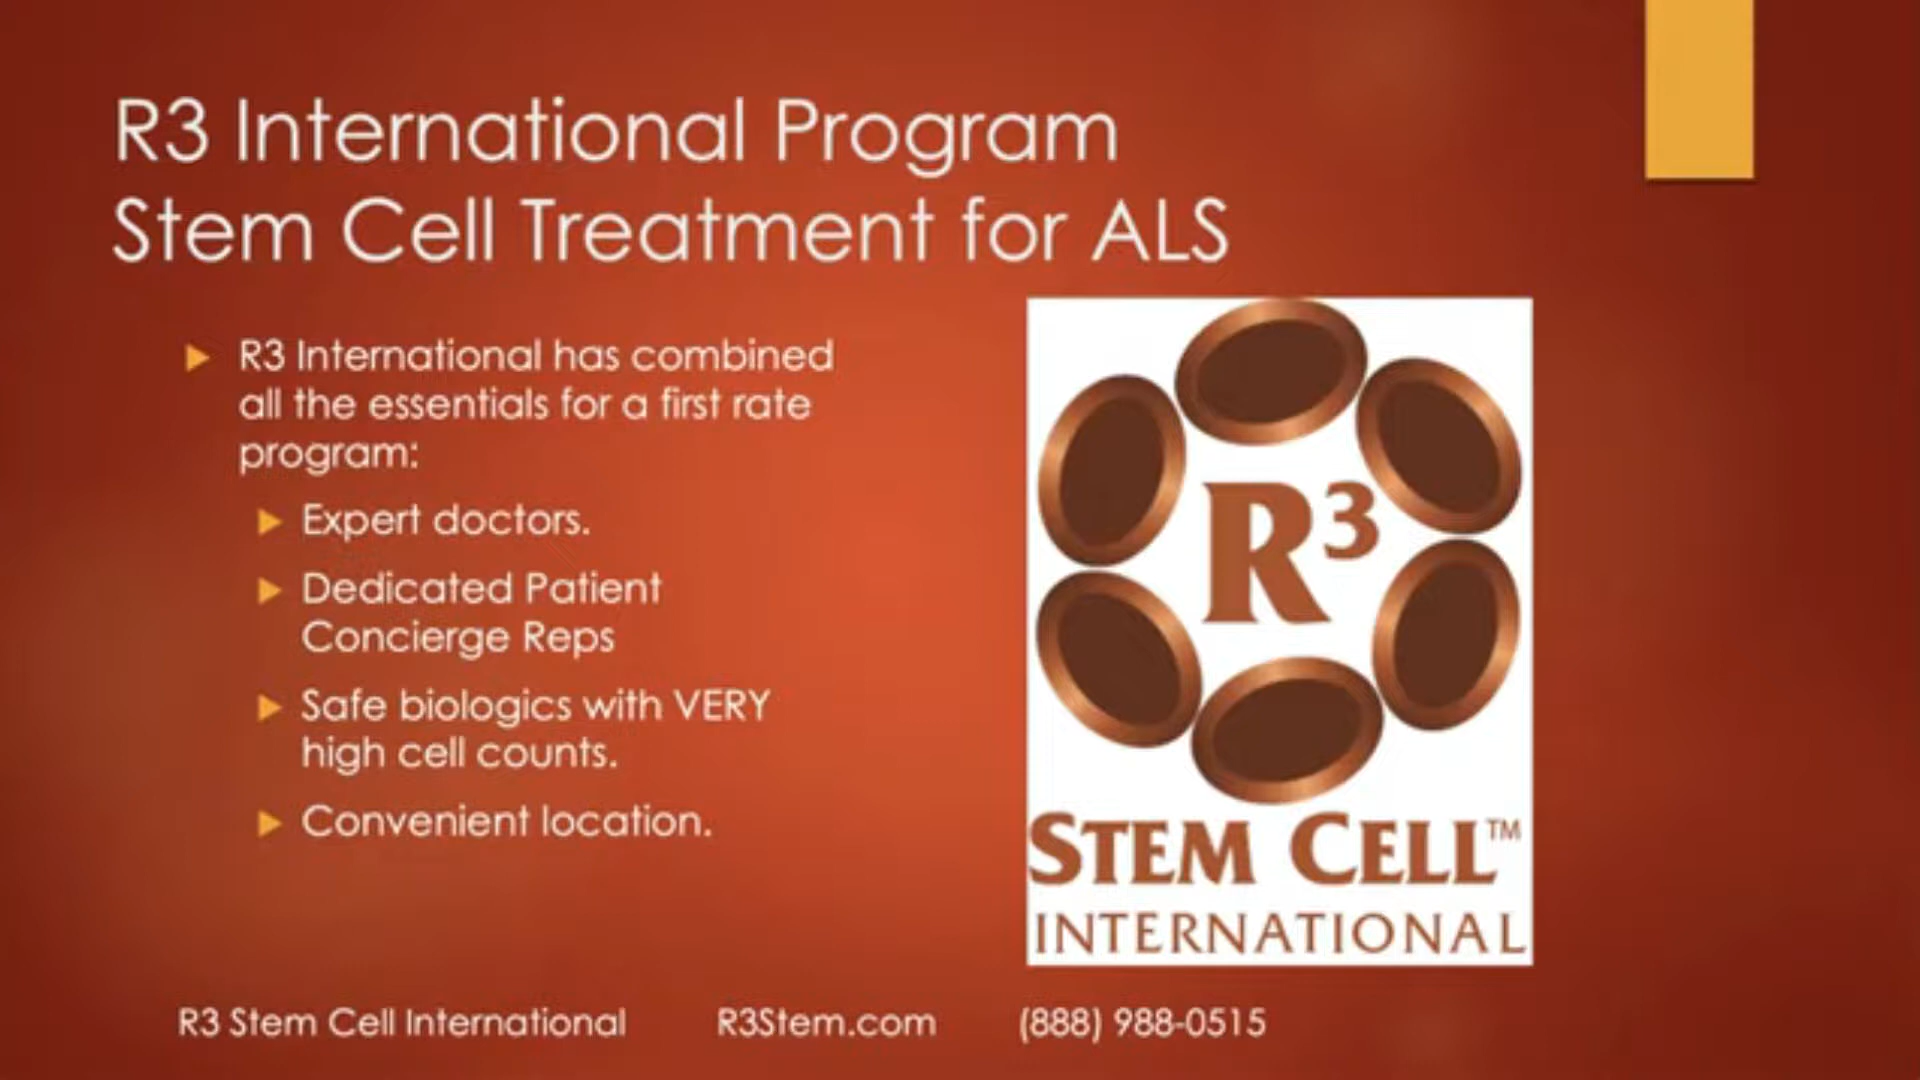 R3 International Program
Stem Cell Treatment for ALS
R3 International has combined
all the essentials for a first rate
program:
Expert doctors.
Dedicated Patient
Concierge Reps
Safe biologics with VERY
high cell counts.
Convenient location.
R3
STEM CELL™
INTERNATIONAL
R3 Stem Cell International R3Stem.com (888) 988-0515